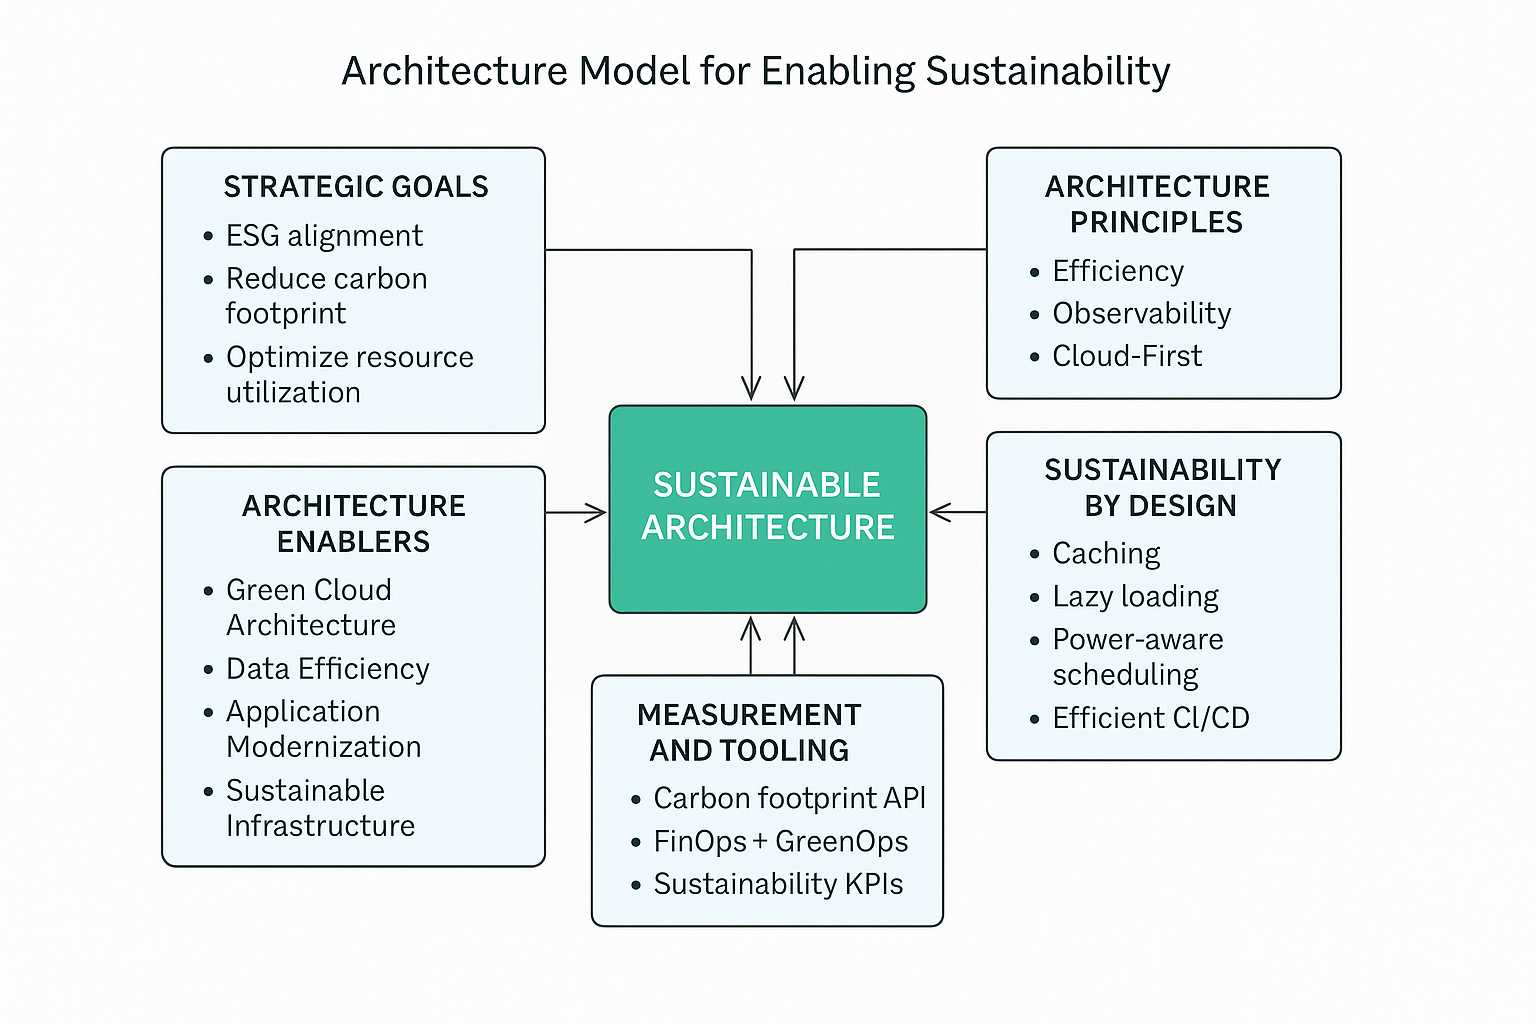 Architecture Model for Enabling Sustainability
STRATEGIC GOALS
• ESG alignment
• Reduce carbon
footprint
• Optimize resource
utilization
ARCHITECTURE
PRINCIPLES
• Efficiency
• Observability
• Cloud-First
ARCHITECTURE
ENABLERS
• Green Cloud
Architecture
• Data Efficiency
• Application
Modernization
• Sustainable
Infrastructure
SUSTAINABLE
ARCHITECTURE
SUSTAINABILITY
BY DESIGN
• Caching
• Lazy loading
• Power-aware
scheduling
• Efficient Cl/CD
MEASUREMENT
AND TOOLING
• Carbon footprint API
• FinOps + GreenOps
• Sustainability KPIs